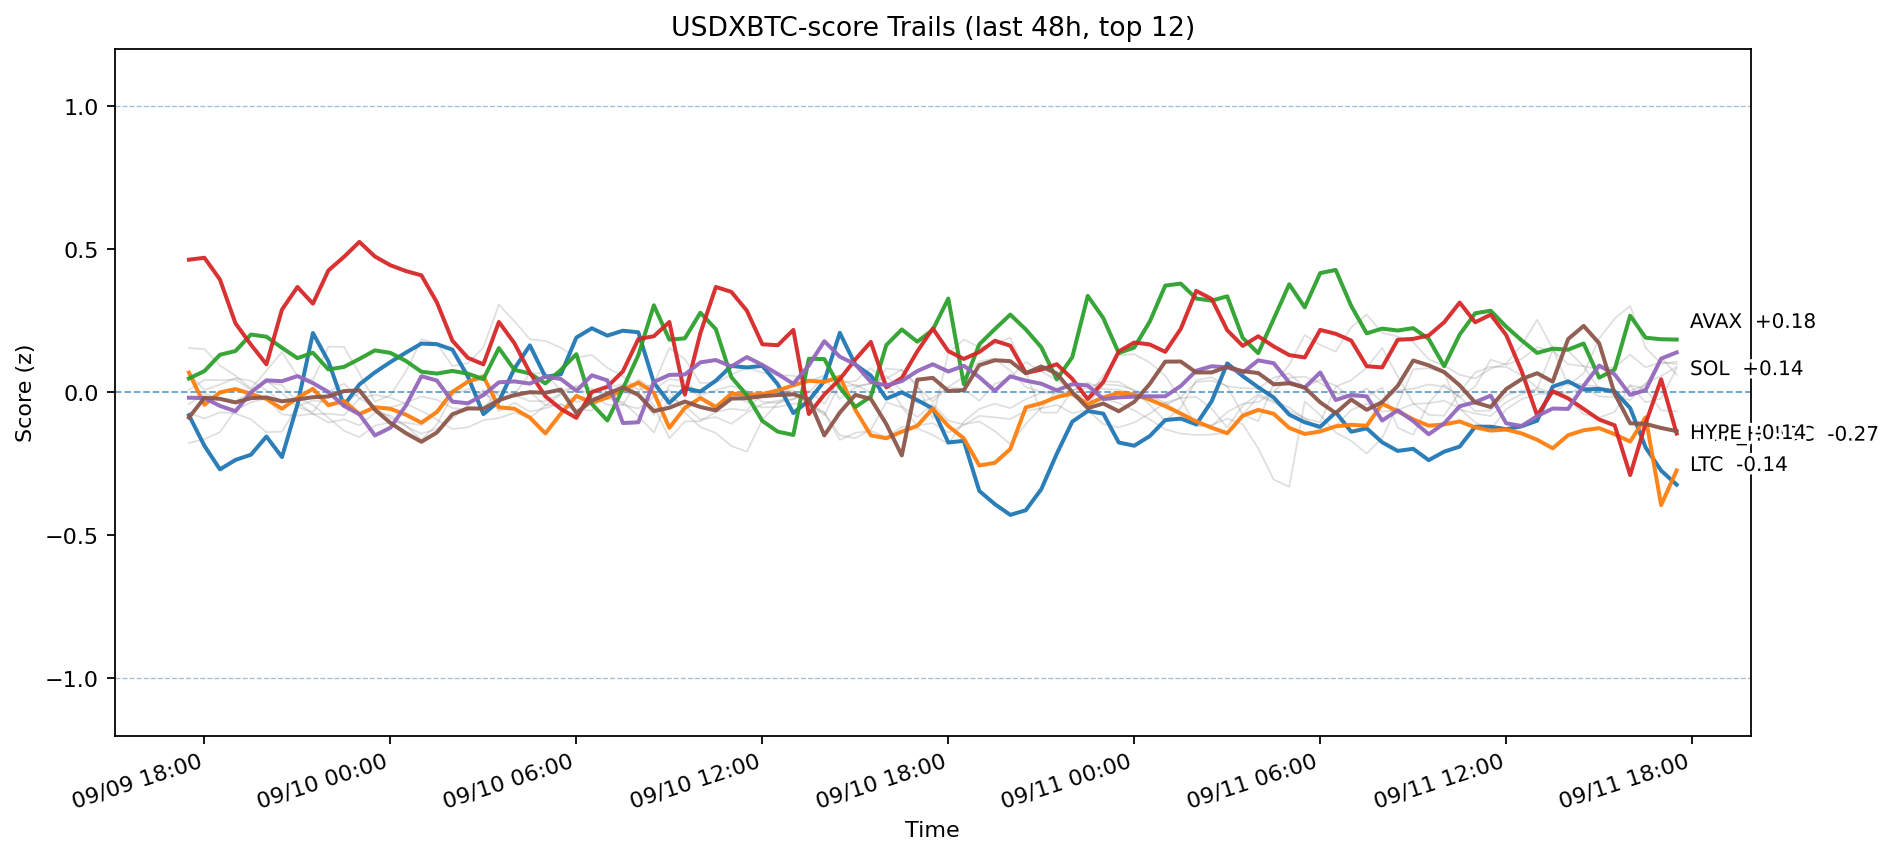 USDXBTC-score Trails (last 48h, top 12)
Score (z)
1.0
0.5
0.0
−0.5
−1.0
AVAX +0.18
SOL +0.14
HYPE -0.14
-0.27
LTC -0.14
09/09 18:00
09/10 00:00
09/10 06:00
09/10 12:00
09/10 18:00
09/11 00:00
09/11 06:00
09/11 12:00
09/11 18:00
Time